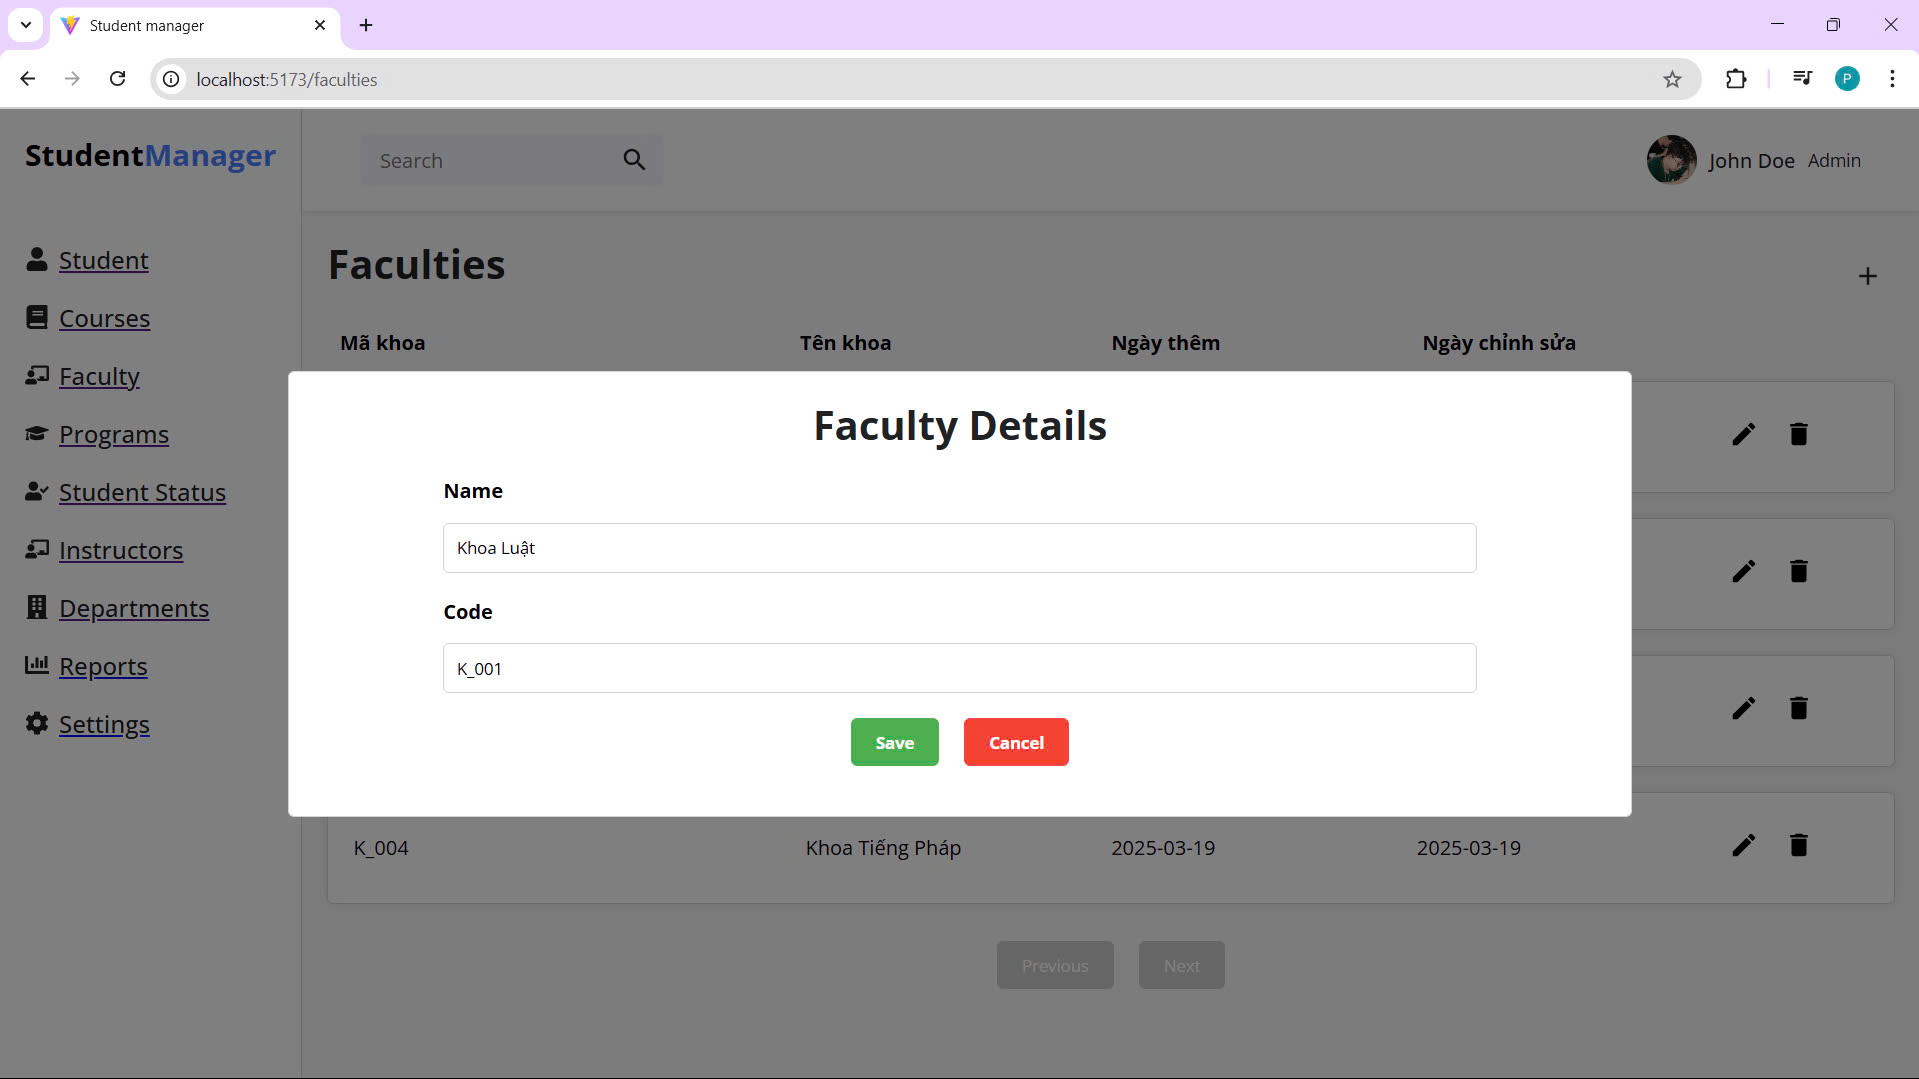 Student manager
localhost:5173/faculties
P
StudentManager
Search
John Doe Admin
Student
Courses
Faculty
Programs
Student Status
Instructors
Departments
Reports
Settings
Faculties
Mã khoa Tên khoa Ngày thêm Ngày chỉnh sửa
Faculty Details
Name
Khoa Luật
Code
K_001
Save Cancel
K_004 Khoa Tiếng Pháp 2025-03-19 2025-03-19
Previous Next